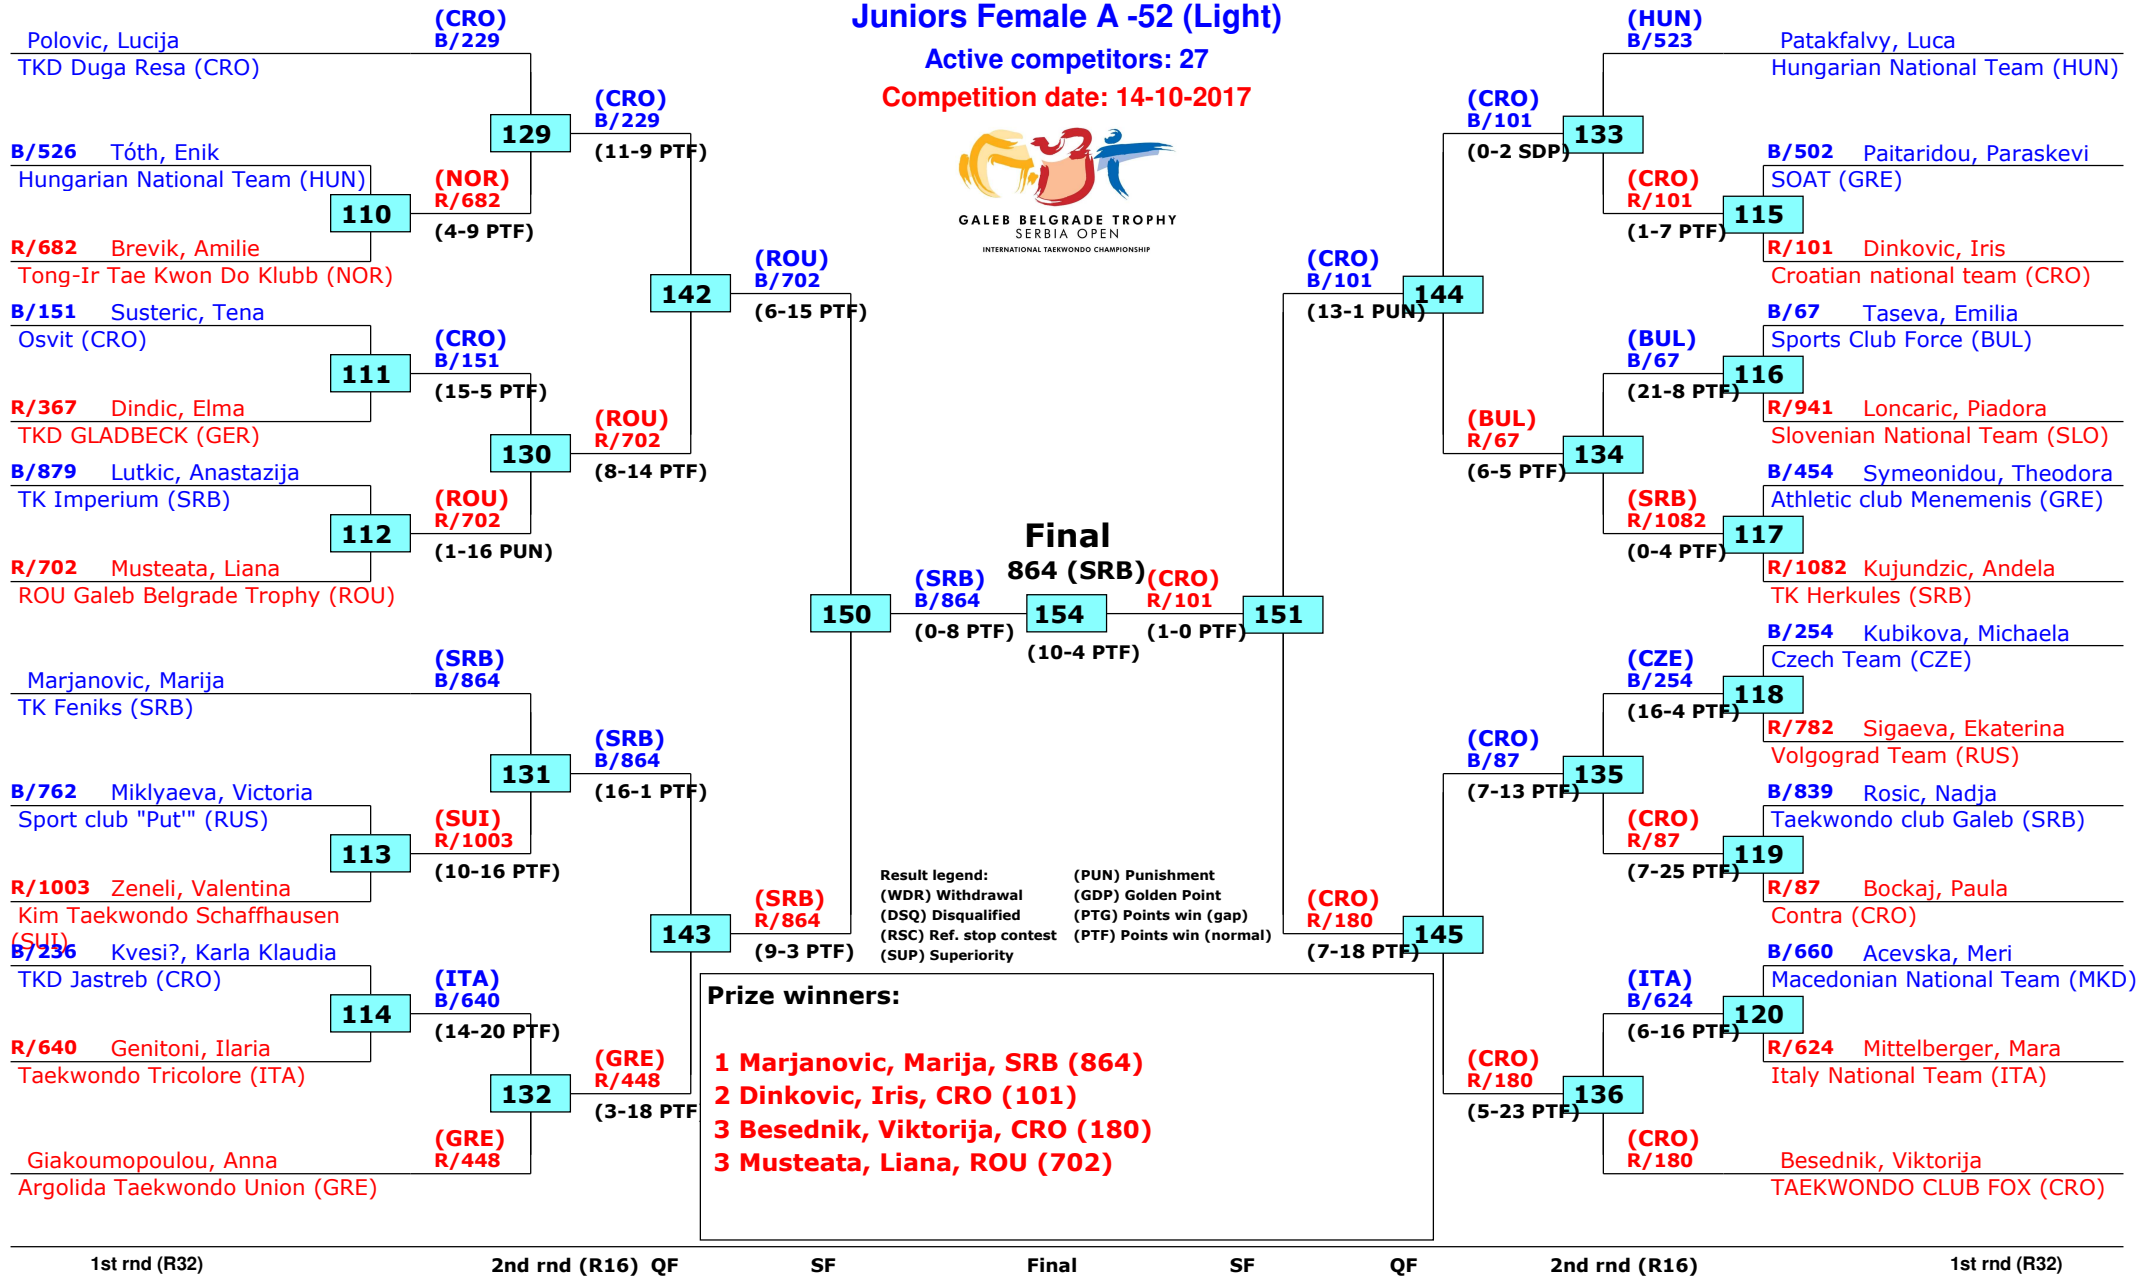 Juniors Female A -52 (Light)
Active competitors: 27
Competition date: 14-10-2017
GALEB BELGRADE TROPHY
SERBIA OPEN
INTERNATIONAL TAEKWONDO CHAMPIONSHIP
Polovic, Lucija
TKD Duga Resa (CRO)
(CRO)
B/229
B/526 Tóth, Enik
Hungarian National Team (HUN)
110
R/682 Brevik, Amilie
Tong-Ir Tae Kwon Do Klubb (NOR)
(NOR)
R/682
(4-9 PTF)
129
(CRO)
B/229
(11-9 PTF)
B/151 Susteric, Tena
Osvit (CRO)
111
R/367 Dindic, Elma
TKD GLADBECK (GER)
(CRO)
B/151
(15-5 PTF)
B/879 Lutkic, Anastazija
TK Imperium (SRB)
112
R/702 Musteata, Liana
ROU Galeb Belgrade Trophy (ROU)
(ROU)
R/702
(1-16 PUN)
130
(ROU)
R/702
(8-14 PTF)
142
(ROU)
B/702
(6-15 PTF)
Marjanovic, Marija
TK Feniks (SRB)
(SRB)
B/864
B/762 Miklyaeva, Victoria
Sport club "Put'" (RUS)
113
R/1003 Zeneli, Valentina
Kim Taekwondo Schaffhausen
(SUI)
(SUI)
R/1003
(10-16 PTF)
131
(SRB)
B/864
(16-1 PTF)
B/236 Kvesi?, Karla Klaudia
TKD Jastreb (CRO)
114
R/640 Genitoni, Ilaria
Taekwondo Tricolore (ITA)
(ITA)
B/640
(14-20 PTF)
132
Giakoumopoulou, Anna
Argolida Taekwondo Union (GRE)
(GRE)
R/448
(GRE)
R/448
(3-18 PTF
143
(SRB)
R/864
(9-3 PTF)
150
(SRB)
B/864
(0-8 PTF)
Final
864 (SRB)
154
(10-4 PTF)
(CRO)
R/101
(1-0 PTF)
151
(CRO)
B/101
(13-1 PUN)
144
(CRO)
B/101
(0-2 SDP)
133
(HUN)
B/523
Patakfalvy, Luca
Hungarian National Team (HUN)
(CRO)
R/101
(1-7 PTF)
B/502 Paitaridou, Paraskevi
SOAT (GRE)
115
R/101 Dinkovic, Iris
Croatian national team (CRO)
(BUL)
R/67
(6-5 PTF)
134
(BUL)
B/67
(21-8 PTF)
B/67 Taseva, Emilia
Sports Club Force (BUL)
116
R/941 Loncaric, Piadora
Slovenian National Team (SLO)
(SRB)
R/1082
(0-4 PTF)
B/454 Symeonidou, Theodora
Athletic club Menemenis (GRE)
117
R/1082 Kujundzic, Andela
TK Herkules (SRB)
(CRO)
R/180
(7-18 PTF)
145
(CRO)
B/87
(7-13 PTF)
135
(CZE)
B/254
(16-4 PTF)
B/254 Kubikova, Michaela
Czech Team (CZE)
118
R/782 Sigaeva, Ekaterina
Volgograd Team (RUS)
(CRO)
R/87
(7-25 PTF)
B/839 Rosic, Nadja
Taekwondo club Galeb (SRB)
119
R/87 Bockaj, Paula
Contra (CRO)
(CRO)
R/180
(5-23 PTF)
136
(ITA)
B/624
(6-16 PTF)
B/660 Acevska, Meri
Macedonian National Team (MKD)
120
R/624 Mittelberger, Mara
Italy National Team (ITA)
(CRO)
R/180
Besednik, Viktorija
TAEKWONDO CLUB FOX (CRO)
Result legend: (PUN) Punishment
(WDR) Withdrawal (GDP) Golden Point
(DSQ) Disqualified (PTG) Points win (gap)
(RSC) Ref. stop contest (PTF) Points win (normal)
(SUP) Superiority
Prize winners:
1 Marjanovic, Marija, SRB (864)
2 Dinkovic, Iris, CRO (101)
3 Besednik, Viktorija, CRO (180)
3 Musteata, Liana, ROU (702)
1st rnd (R32) 2nd rnd (R16) QF SF Final SF QF 2nd rnd (R16) 1st rnd (R32)